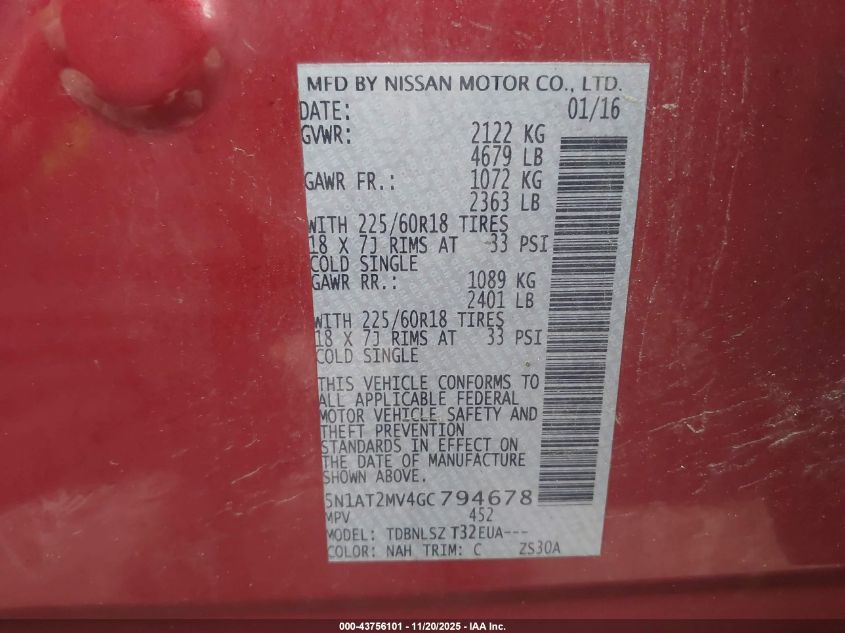 MFD BY NISSAN MOTOR CO., LTD.
DATE: 01/16
GVWR: 2122 KG
4679 LB
GAWR FR.: 1072 KG
2363 LB
WITH 225/60R18 TIRES
18 X 7J RIMS AT 33 PSI
COLD SINGLE
GAWR RR.: 1089 KG
2401 LB
WITH 225/60R18 TIRES
18 X 7J RIMS AT 33 PSI
COLD SINGLE
THIS VEHICLE CONFORMS TO
ALL APPLICABLE FEDERAL
MOTOR VEHICLE SAFETY AND
THEFT PREVENTION
STANDARDS IN EFFECT ON
THE DATE OF MANUFACTURE
SHOWN ABOVE.
5N1AT2MV4GC794678
MPV 452
MODEL: TDBNLSZ T32EUA---
COLOR: NAH TRIM: C ZS30A
000-43756101 - 11/20/2025 - IAA Inc.